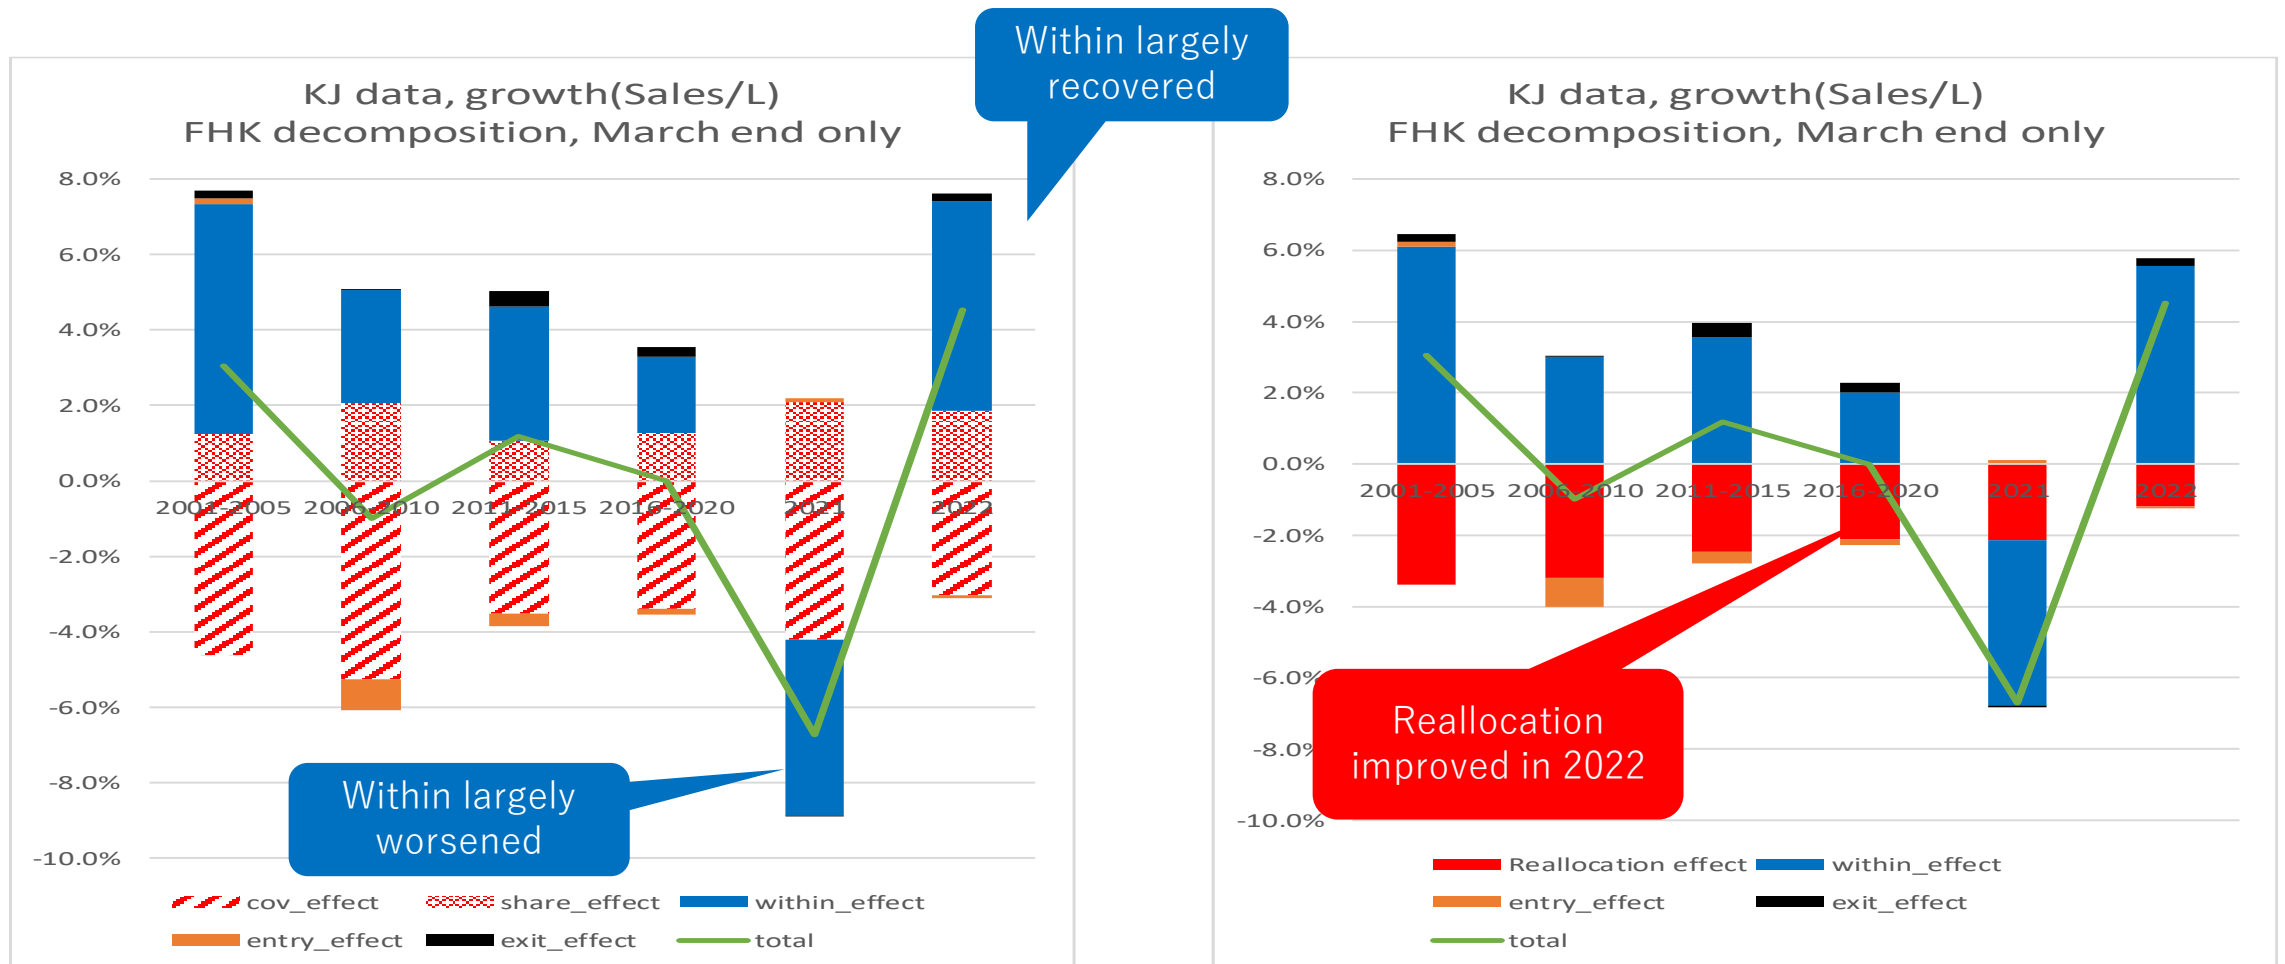 Within largely
recovered
KJ data, growth(Sales/L)
FHK decomposition, March end only
8.0%
6.0%
4.0%
2.0%
0.0%
-2.0%
-4.0%
-6.0%
-8.0%
-10.0%
2001-2005 2006-2010 2011-2015 2016-2020 2021 2022
Within largely
worsened
cov_effect share_effect within_effect
entry_effect exit_effect total
KJ data, growth(Sales/L)
FHK decomposition, March end only
8.0%
6.0%
4.0%
2.0%
0.0%
-2.0%
-4.0%
-6.0%
-8.0%
-10.0%
2001-2005 2006-2010 2011-2015 2016-2020 2021 2022
Reallocation
improved in 2022
Reallocation effect within_effect
entry_effect exit_effect
total